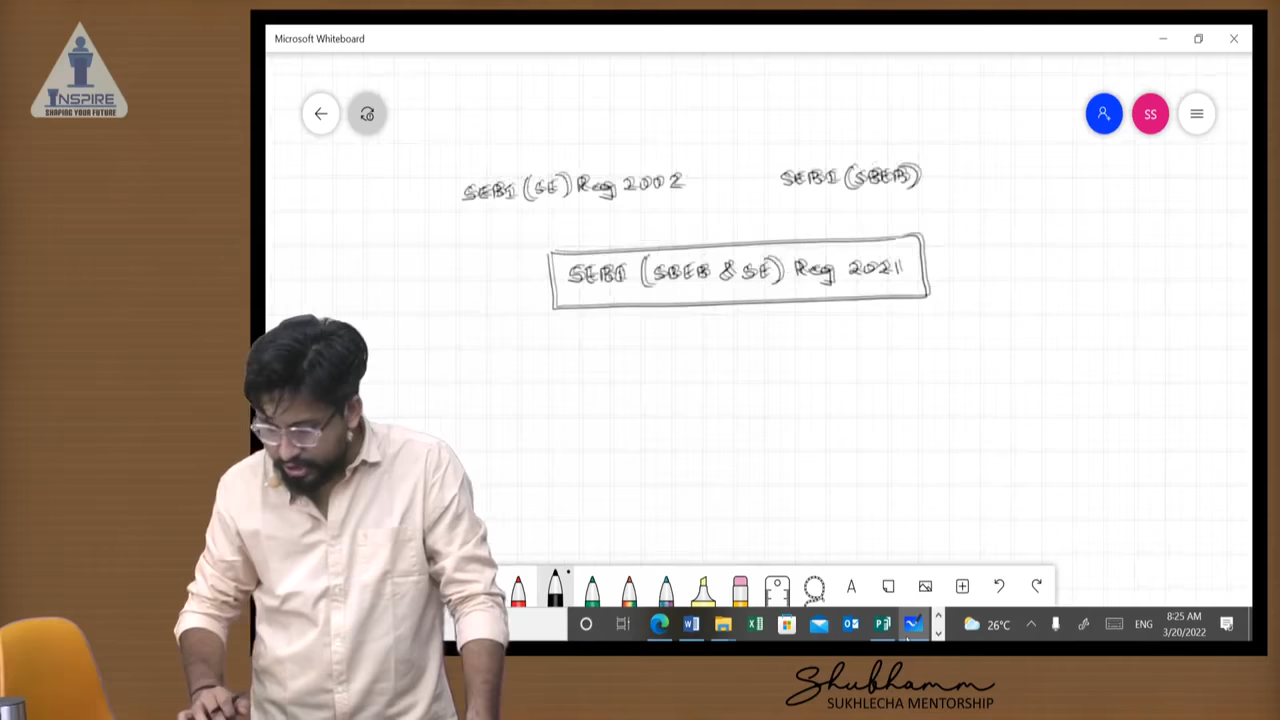 INSPIRE
SHAPING YOUR FUTURE
Microsoft Whiteboard
SS
SEBI (SE) Reg 2002
SEBI (SBEB)
SEBI (SBEB & SE) Reg 2021
A
26°C
ENG
8:25 AM
3/20/2022
Shubhamm
SUKHLECHA MENTORSHIP